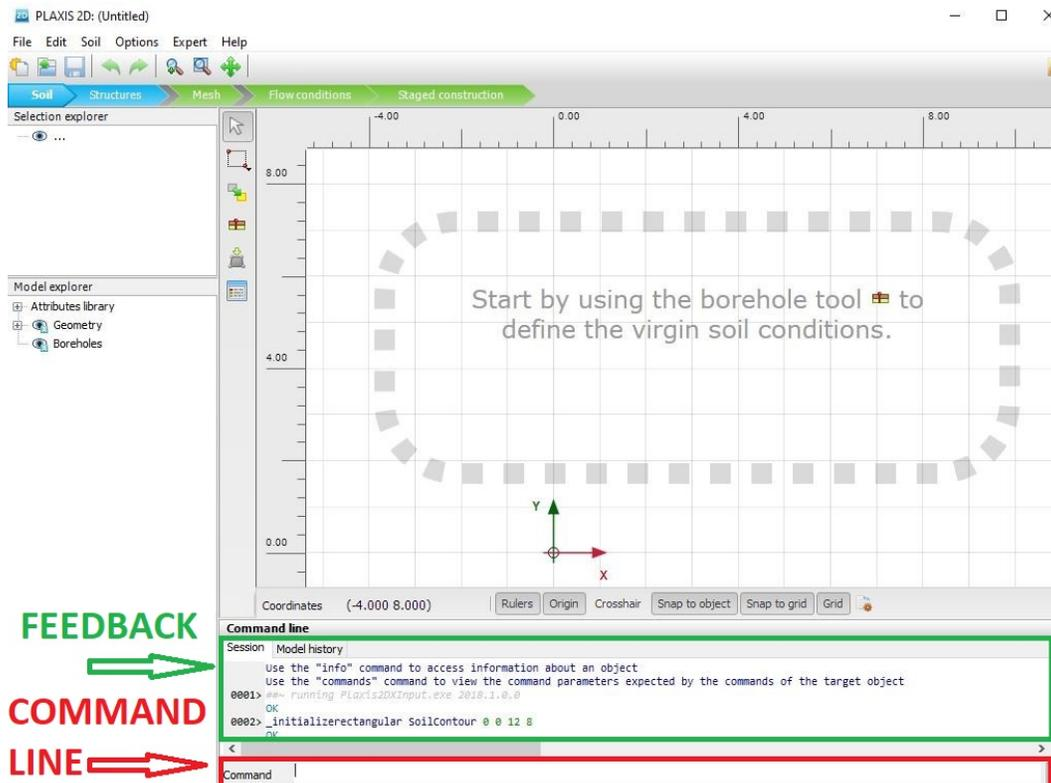 PLAXIS 2D: (Untitled)
File Edit Soil Options Expert Help
Soil Structures Mesh Flow conditions Staged construction
Selection explorer
...
-4.00 0.00 4.00 8.00
8.00
Model explorer
Attributes library
Geometry
Boreholes
Start by using the borehole tool to
define the virgin soil conditions.
4.00
Y
0.00
X
Coordinates (-4.000 8.000) Rulers Origin Crosshair Snap to object Snap to grid Grid
FEEDBACK
Command line
Session Model history
Use the "info" command to access information about an object
Use the "commands" command to view the command parameters expected by the commands of the target object
0001> ##~ running Plaxis2DXInput.exe 2018.1.0.0
OK
0002> _initializerectangular SoilContour 0 0 12 8
OK
COMMAND
LINE
Command